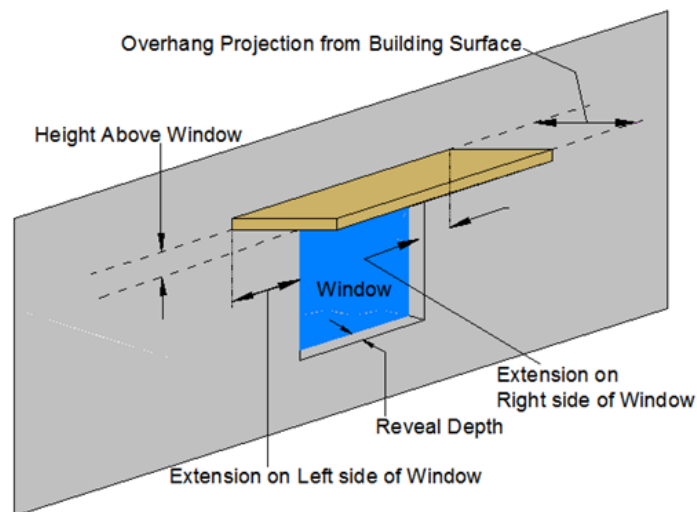 Overhang Projection from Building Surface
Height Above Window
Window
Extension on
Right side of Window
Reveal Depth
Extension on Left side of Window